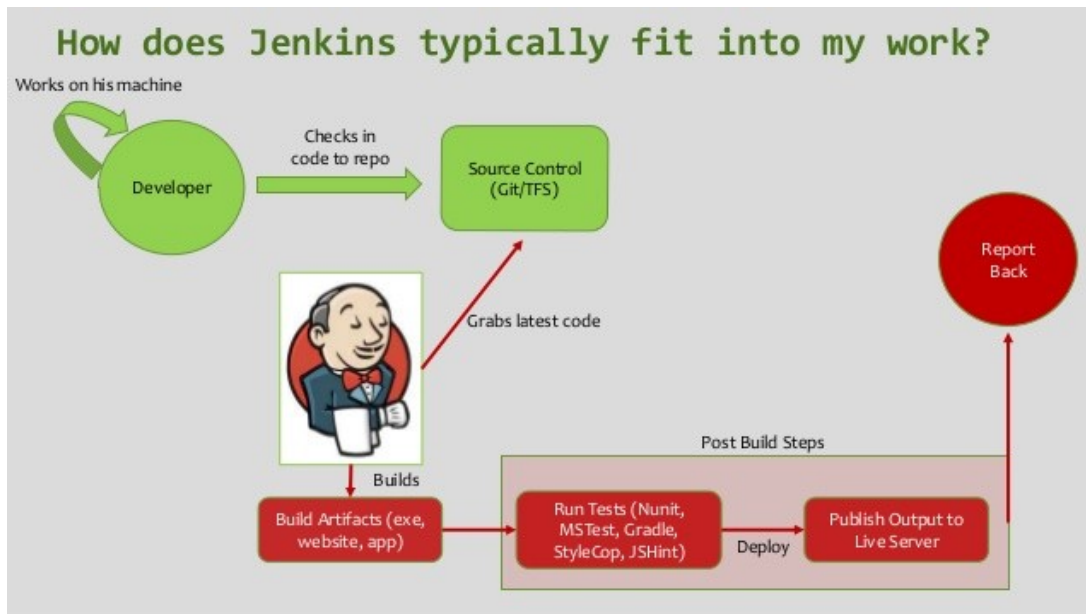 How does Jenkins typically fit into my work?
Works on his machine
Checks in
code to repo
Developer
Source Control
(Git/TFS)
Report
Back
Grabs latest code
Post Build Steps
Builds
Build Artifacts (exe,
website, app)
Run Tests (Nunit,
MSTest, Gradle,
StyleCop, JSHint)
Deploy
Publish Output to
Live Server